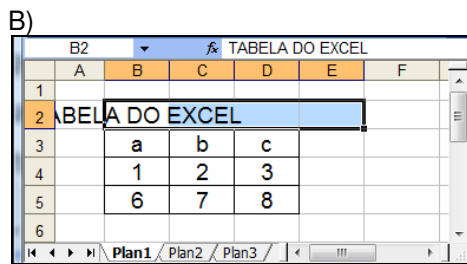 B)
B2 fx TABELA DO EXCEL
A B C D E F
1
2 ABELA DO EXCEL
3 a b c
4 1 2 3
5 6 7 8
6
Plan1 / Plan2 / Plan3 /